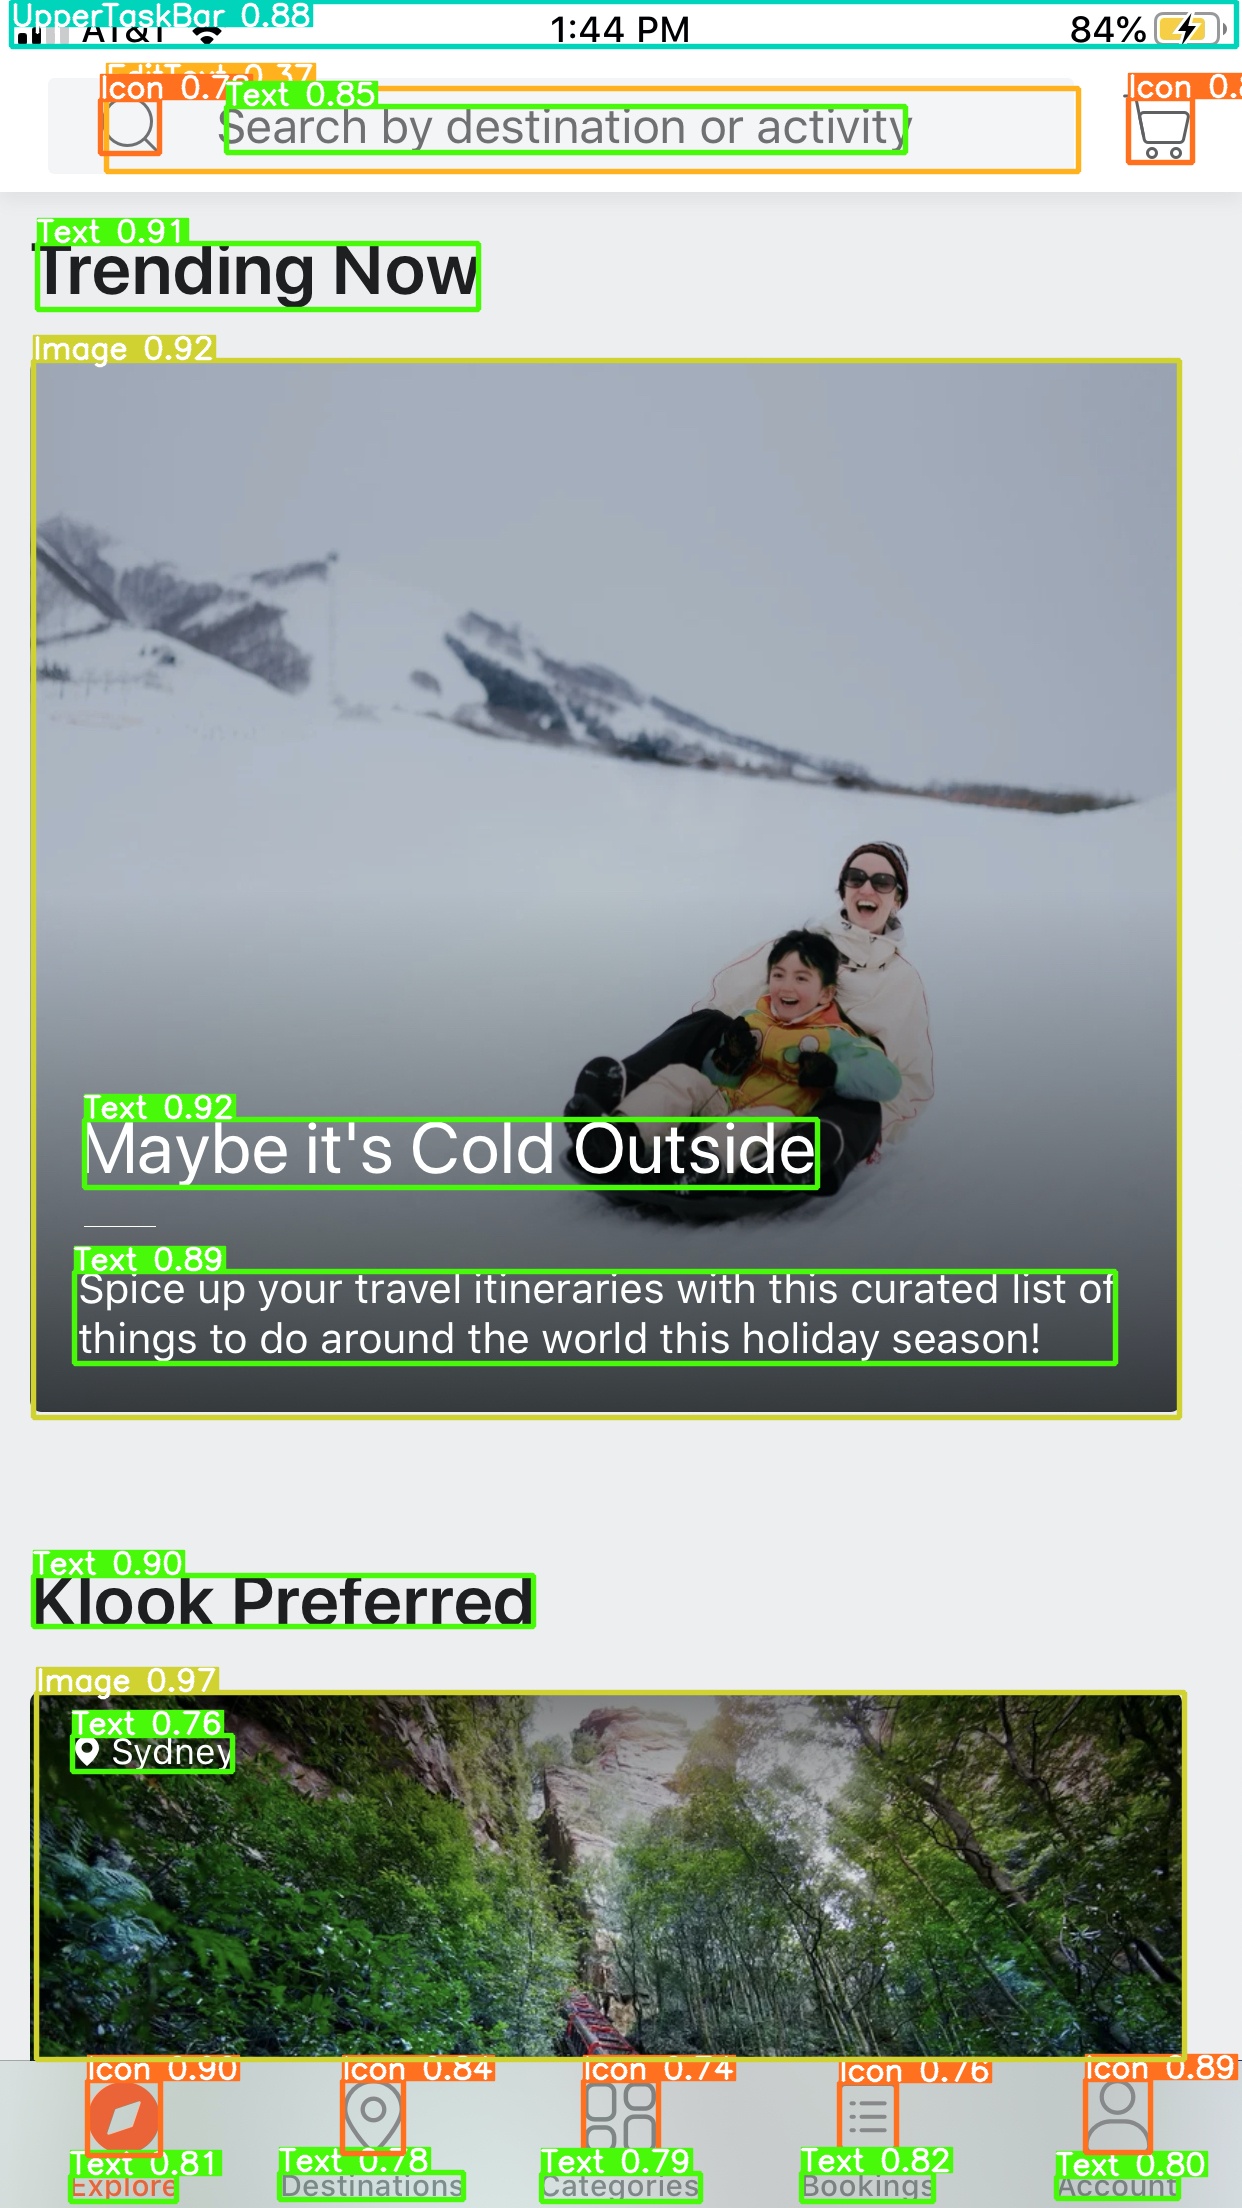 UpperTaskBar 0.88
AT&T 1:44 PM 84%
EditText 0.37
Icon 0.7
Text 0.85
Icon 0.
Search by destination or activity
Text 0.91
Trending Now
Image 0.92
Text 0.92
Maybe it's Cold Outside
Text 0.89
Spice up your travel itineraries with this curated list of
things to do around the world this holiday season!
Text 0.90
Klook Preferred
Image 0.97
Text 0.76
Sydney
Icon 0.90 Icon 0.84 Icon 0.74 Icon 0.76 Icon 0.89
Text 0.81 Text 0.78 Text 0.79 Text 0.82 Text 0.80
Explore Destinations Categories Bookings Account